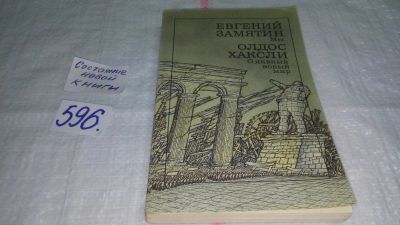 Состояние
новой
книги
596.
ЕВГЕНИЙ
ЗАМЯТИН
Мы
ОЛДОС
ХАКСЛИ
О дивный
новый
мир